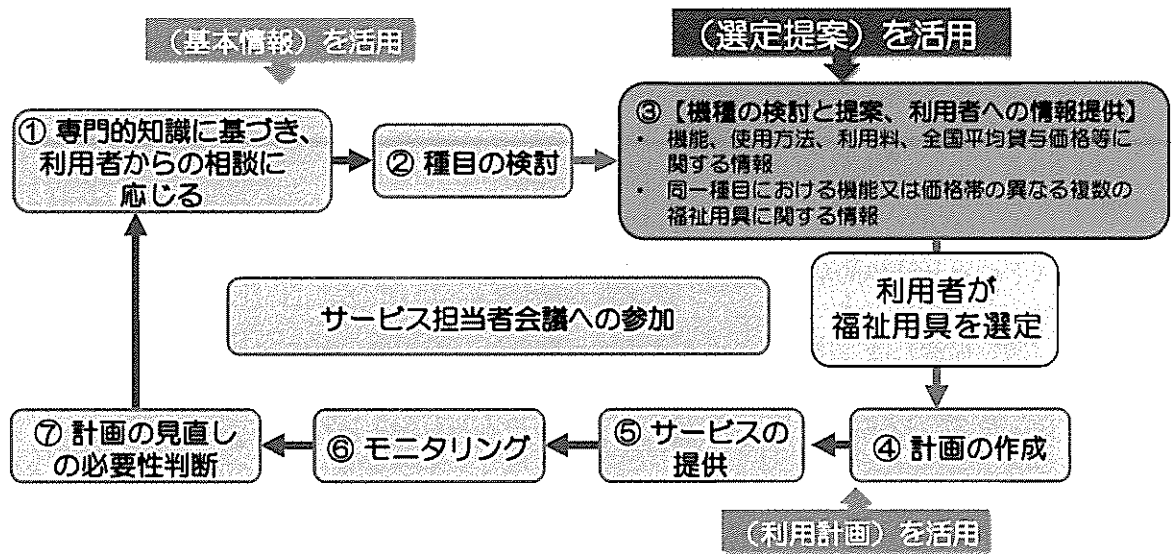 （基本情報）を活用
（選定提案）を活用
① 専門的知識に基づき、
利用者からの相談に
応じる
② 種目の検討
③【機種の検討と提案、利用者への情報提供】
・ 機能、使用方法、利用料、全国平均貸与価格等に
関する情報
・ 同一種目における機能又は価格帯の異なる複数の
福祉用具に関する情報
利用者が
福祉用具を選定
サービス担当者会議への参加
④ 計画の作成
⑤ サービスの
提供
⑥ モニタリング
⑦ 計画の見直し
の必要性判断
（利用計画）を活用